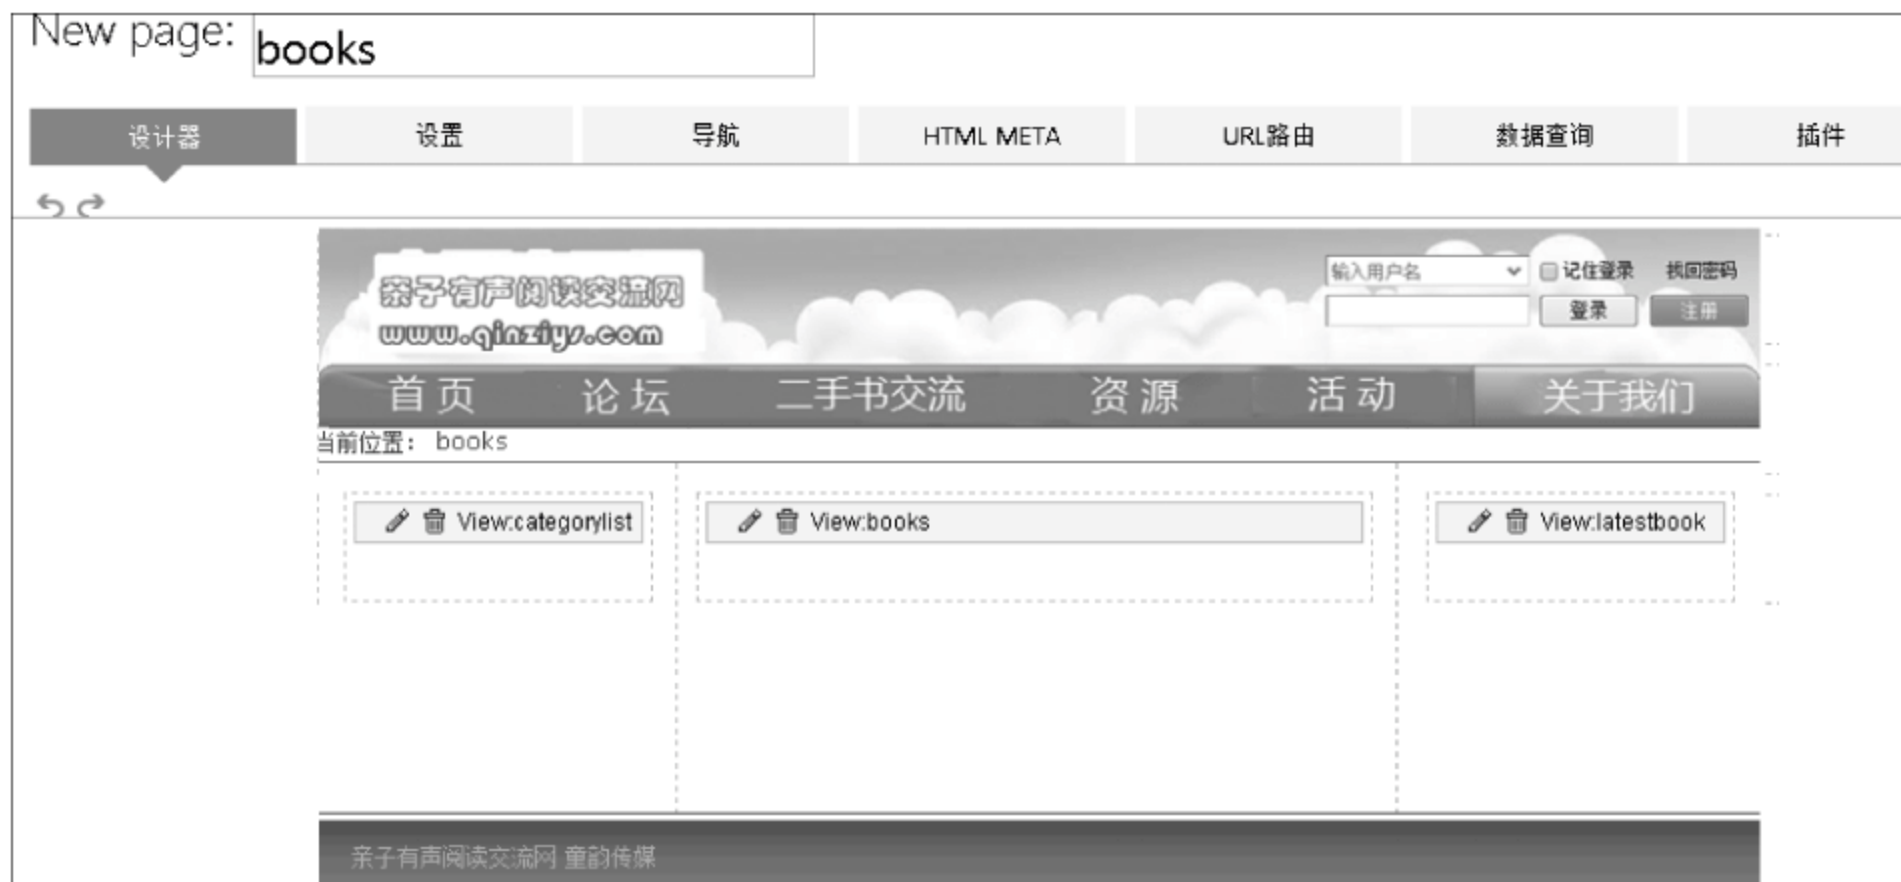 New page: books
设计器 设置 导航 HTML META URL路由 数据查询 插件
亲子有声阅读交流网
www.qinziys.com
输入用户名 记住登录 找回密码
登录 注册
首页 论坛 二手书交流 资源 活动 关于我们
当前位置: books
View:categorylist View:books View:latestbook
亲子有声阅读交流网 童韵传媒